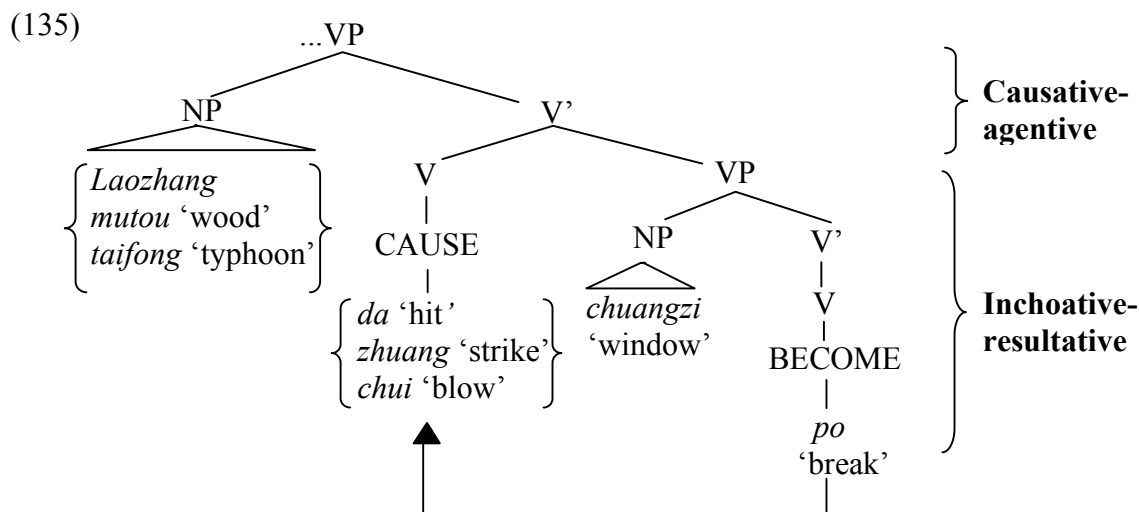 (135)
...VP
NP
V’
Causative-
agentive
Laozhang
mutou ‘wood’
taifong ‘typhoon’
V
VP
CAUSE
NP
V’
da ‘hit’
zhuang ‘strike’
chui ‘blow’
chuangzi
‘window’
V
BECOME
po
‘break’
Inchoative-
resultative